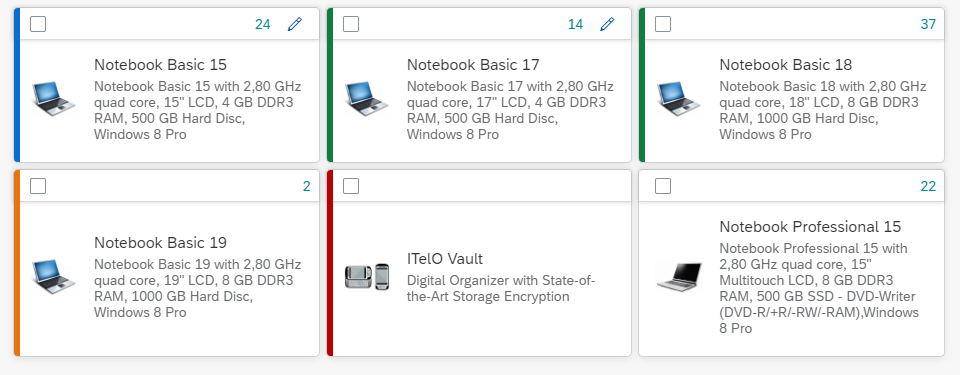 24
Notebook Basic 15
Notebook Basic 15 with 2,80 GHz
quad core, 15" LCD, 4 GB DDR3
RAM, 500 GB Hard Disc,
Windows 8 Pro
14
Notebook Basic 17
Notebook Basic 17 with 2,80 GHz
quad core, 17" LCD, 4 GB DDR3
RAM, 500 GB Hard Disc,
Windows 8 Pro
37
Notebook Basic 18
Notebook Basic 18 with 2,80 GHz
quad core, 18" LCD, 8 GB DDR3
RAM, 1000 GB Hard Disc,
Windows 8 Pro
2
Notebook Basic 19
Notebook Basic 19 with 2,80 GHz
quad core, 19" LCD, 8 GB DDR3
RAM, 1000 GB Hard Disc,
Windows 8 Pro
ITelO Vault
Digital Organizer with State-of-
the-Art Storage Encryption
22
Notebook Professional 15
Notebook Professional 15 with
2,80 GHz quad core, 15"
Multitouch LCD, 8 GB DDR3
RAM, 500 GB SSD - DVD-Writer
(DVD-R/+R/-RW/-RAM),Windows
8 Pro